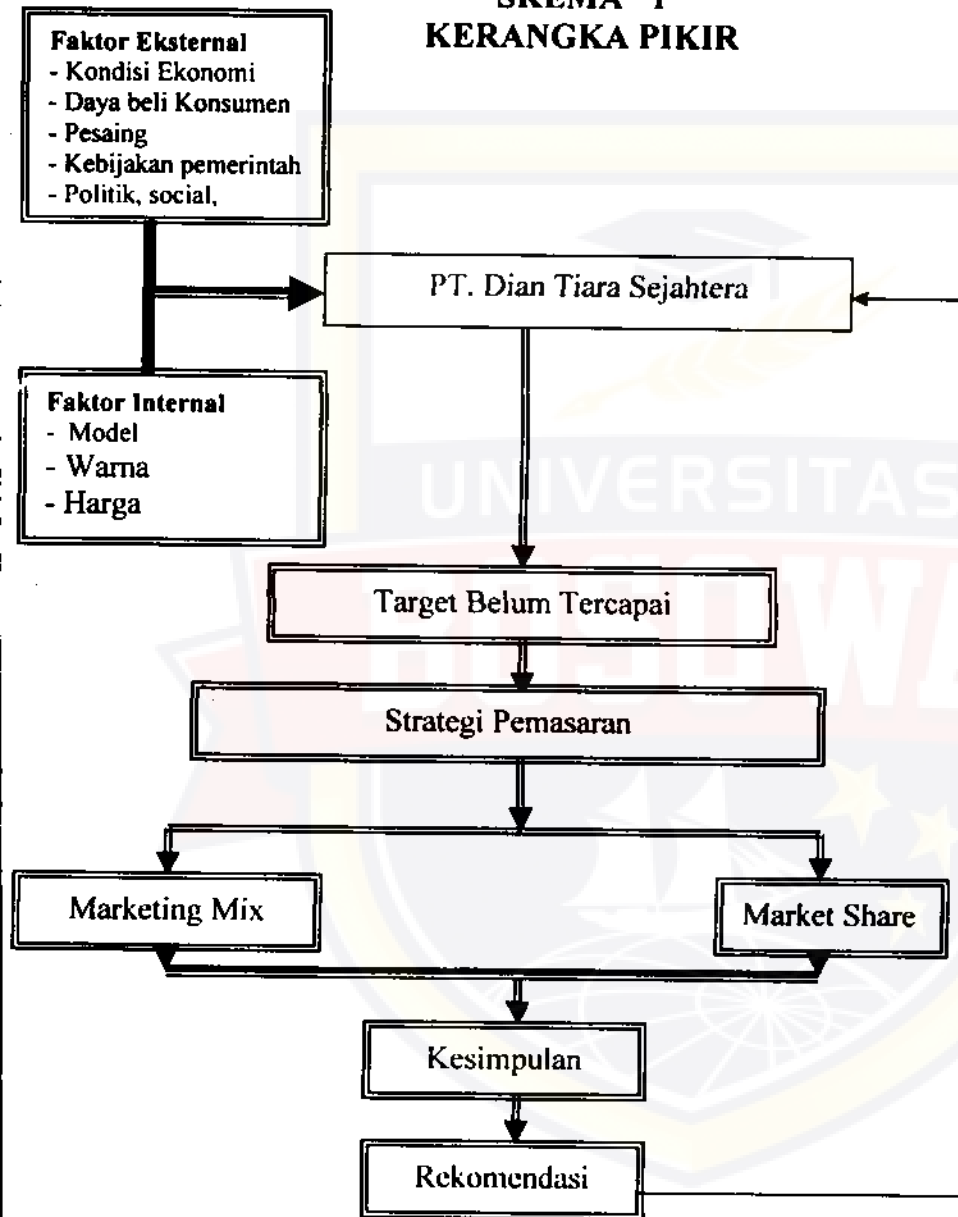 SKEMA - I
KERANGKA PIKIR
Faktor Eksternal
- Kondisi Ekonomi
- Daya beli Konsumen
- Pesaing
- Kebijakan pemerintah
- Politik, social,
PT. Dian Tiara Sejahtera
Faktor Internal
- Model
- Warna
- Harga
UNIVERSITAS
Target Belum Tercapai
BOSOWA
Strategi Pemasaran
Marketing Mix
Market Share
Kesimpulan
Rekomendasi